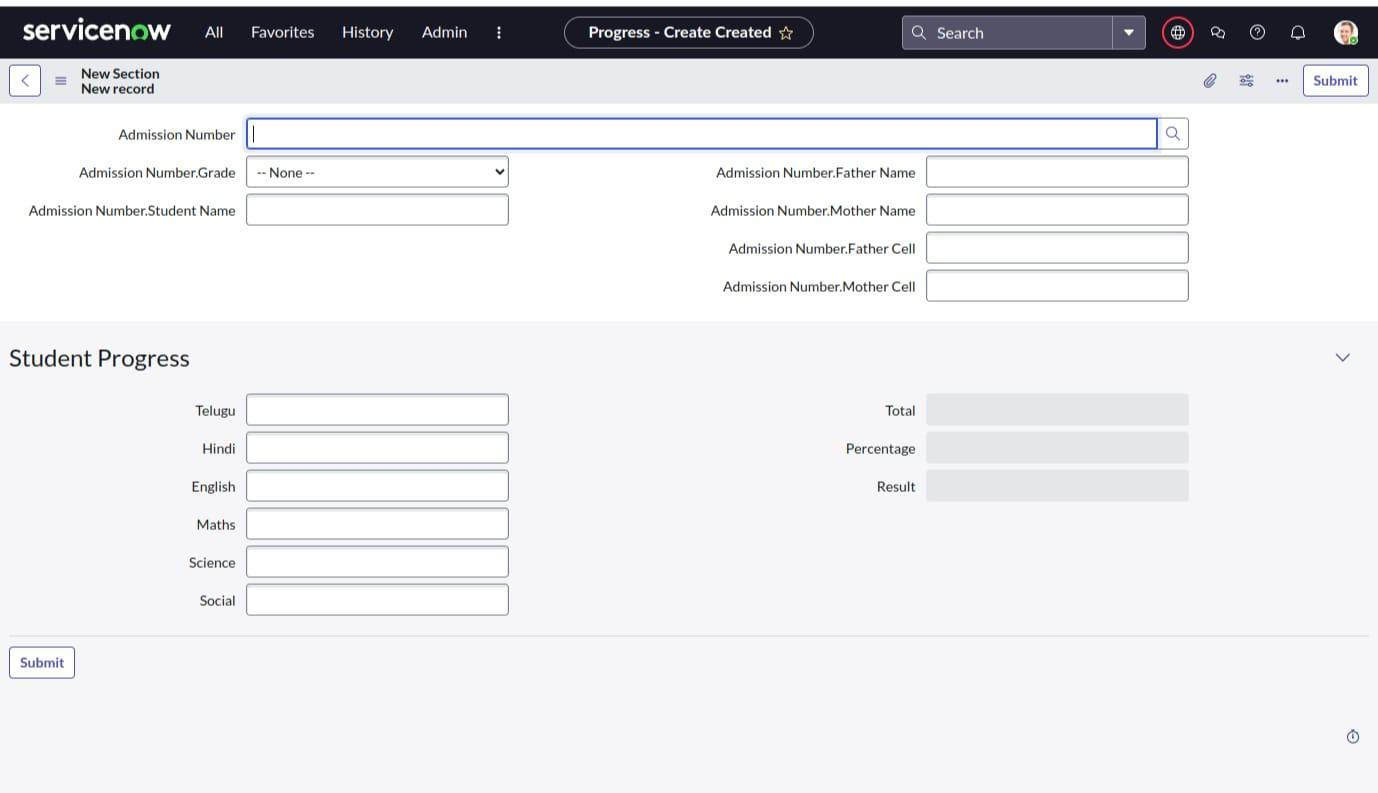 servicenow All Favorites History Admin Progress - Create Created Search
New Section
New record
Submit
Admission Number
Admission Number.Grade -- None --
Admission Number.Student Name
Admission Number.Father Name
Admission Number.Mother Name
Admission Number.Father Cell
Admission Number.Mother Cell
Student Progress
Telugu
Hindi
English
Maths
Science
Social
Total
Percentage
Result
Submit